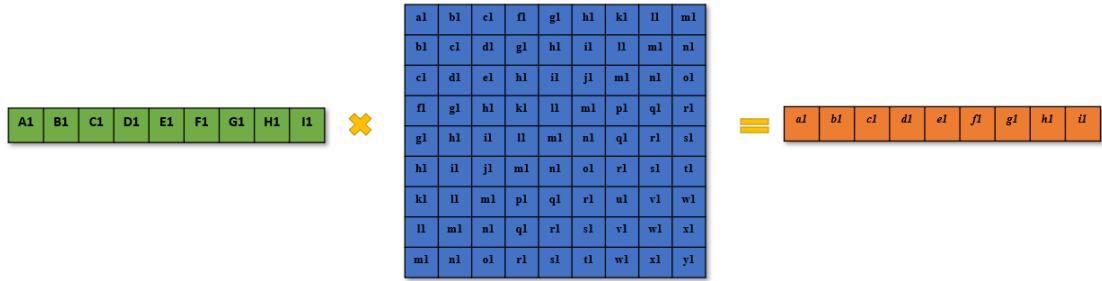 A1 B1 C1 D1 E1 F1 G1 H1 I1
a1 b1 c1 f1 g1 h1 k1 l1 m1
b1 c1 d1 g1 h1 i1 l1 m1 n1
c1 d1 e1 h1 i1 j1 m1 n1 o1
f1 g1 h1 k1 l1 m1 p1 q1 r1
g1 h1 i1 l1 m1 n1 q1 r1 s1
h1 i1 j1 m1 n1 o1 r1 s1 t1
k1 l1 m1 p1 q1 r1 u1 v1 w1
l1 m1 n1 q1 r1 s1 v1 w1 x1
m1 n1 o1 r1 s1 t1 w1 x1 y1
a1 b1 c1 d1 e1 f1 g1 h1 i1